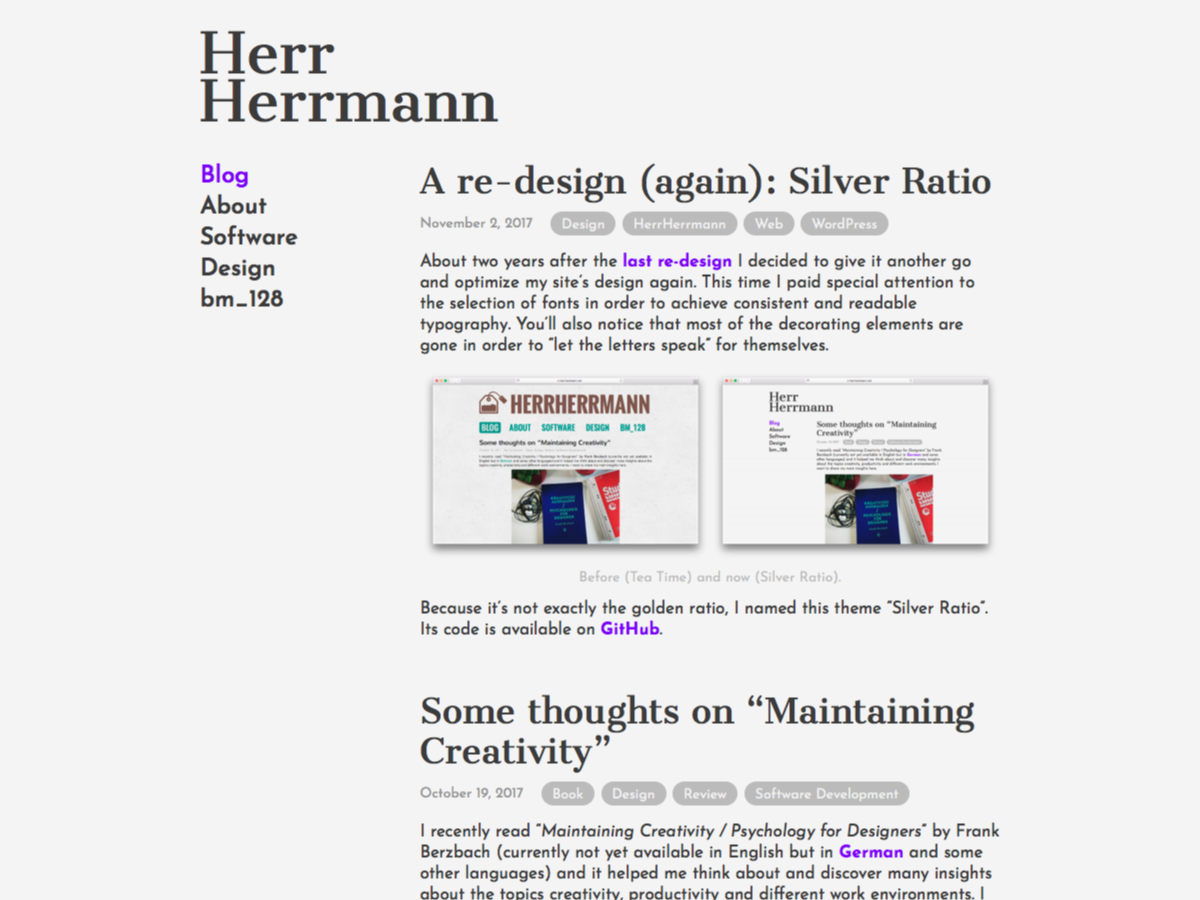 Herr
Herrmann
Blog
About
Software
Design
bm_128
A re-design (again): Silver Ratio
November 2, 2017 Design HerrHerrmann Web WordPress
About two years after the last re-design I decided to give it another go
and optimize my site's design again. This time I paid special attention to
the selection of fonts in order to achieve consistent and readable
typography. You'll also notice that most of the decorating elements are
gone in order to "let the letters speak" for themselves.
HERRHERRMANN
BLOG ABOUT SOFTWARE DESIGN BM_128
Some thoughts on "Maintaining Creativity"
Herr
Herrmann
Blog
About
Software
Design
bm_128
Some thoughts on "Maintaining
Creativity"
Before (Tea Time) and now (Silver Ratio).
Because it's not exactly the golden ratio, I named this theme "Silver Ratio".
Its code is available on GitHub.
Some thoughts on “Maintaining
Creativity”
October 19, 2017 Book Design Review Software Development
I recently read "Maintaining Creativity / Psychology for Designers" by Frank
Berzbach (currently not yet available in English but in German and some
other languages) and it helped me think about and discover many insights
about the topics creativity, productivity and different work environments. I